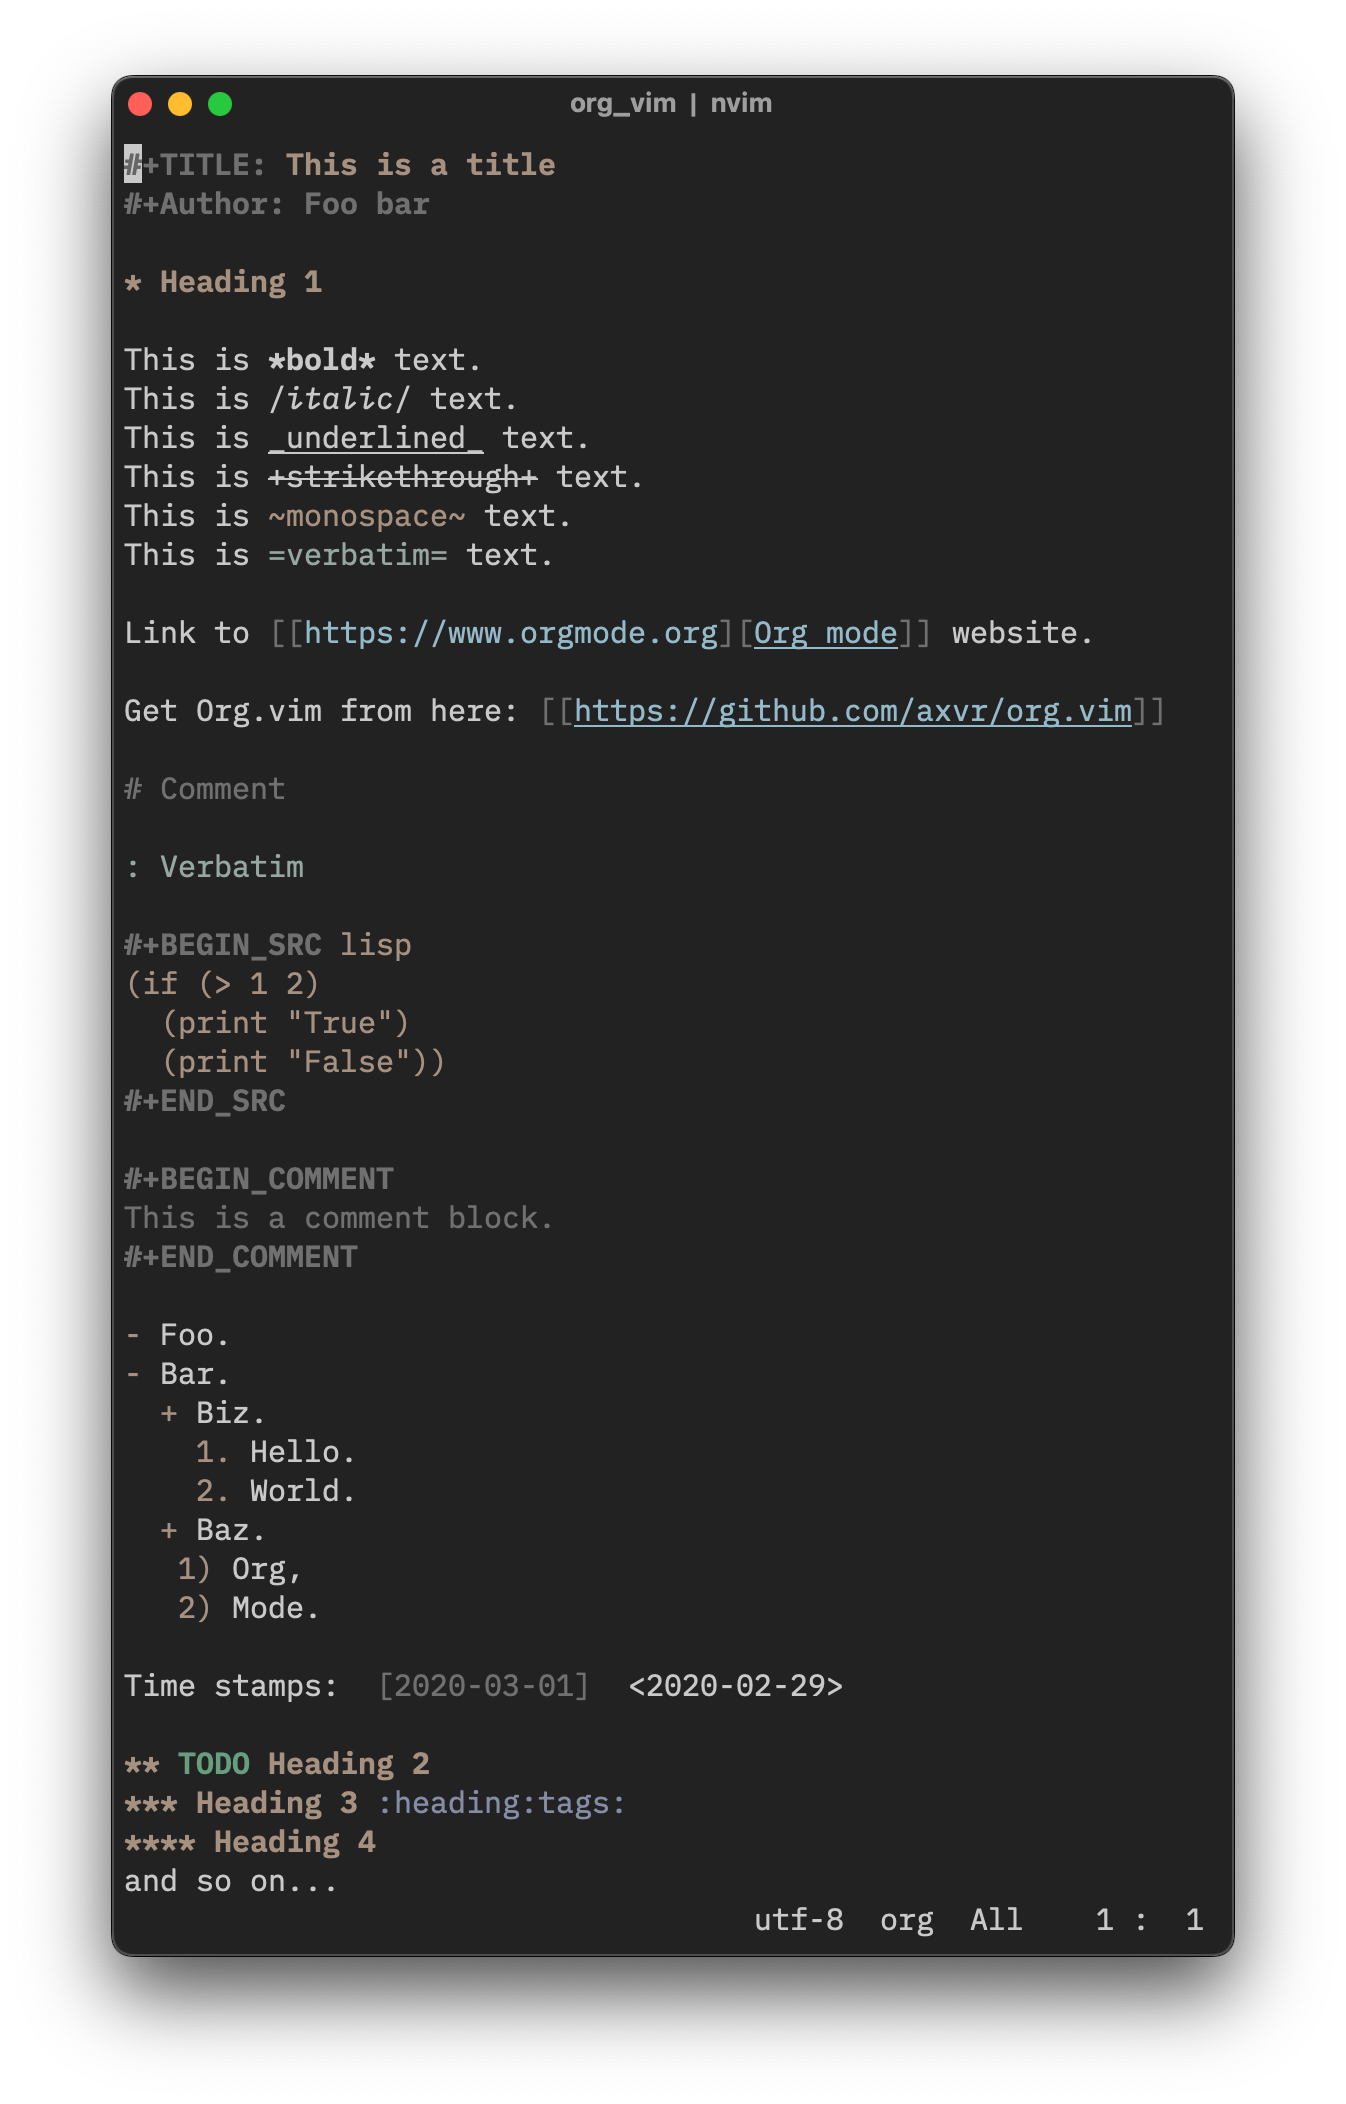 org_vim | nvim
#+TITLE: This is a title
#+Author: Foo bar
* Heading 1
This is *bold* text.
This is /italic/ text.
This is _underlined_ text.
This is +strikethrough+ text.
This is ~monospace~ text.
This is =verbatim= text.
Link to [[https://www.orgmode.org][Org mode]] website.
Get Org.vim from here: [[https://github.com/axvr/org.vim]]
# Comment
: Verbatim
#+BEGIN_SRC lisp
(if (> 1 2)
  (print "True")
  (print "False"))
#+END_SRC
#+BEGIN_COMMENT
This is a comment block.
#+END_COMMENT
- Foo.
- Bar.
  + Biz.
    1. Hello.
    2. World.
  + Baz.
   1) Org,
   2) Mode.
Time stamps:  [2020-03-01]  <2020-02-29>
** TODO Heading 2
*** Heading 3 :heading:tags:
**** Heading 4
and so on...
utf-8  org  All    1 :  1